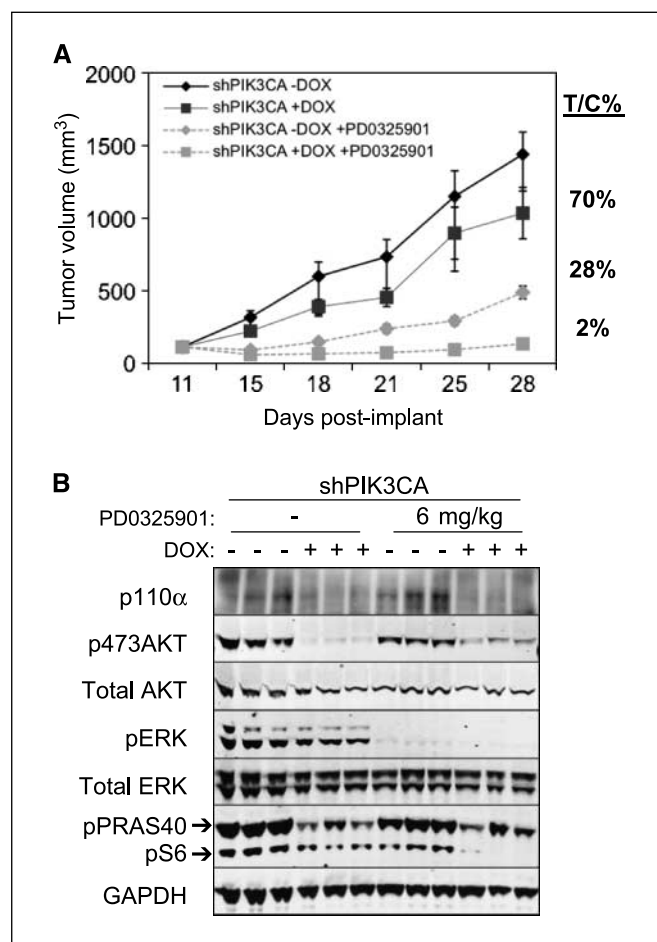 A
2000
1500
1000
500
0
Tumor volume (mm³)
shPIK3CA -DOX
shPIK3CA +DOX
shPIK3CA -DOX +PD0325901
shPIK3CA +DOX +PD0325901
T/C%
70%
28%
2%
11 15 18 21 25 28
Days post-implant
B
shPIK3CA
PD0325901: - 6 mg/kg
DOX: - - - + + + - - - + + +
p110α
p473AKT
Total AKT
pERK
Total ERK
pPRAS40→
pS6→
GAPDH